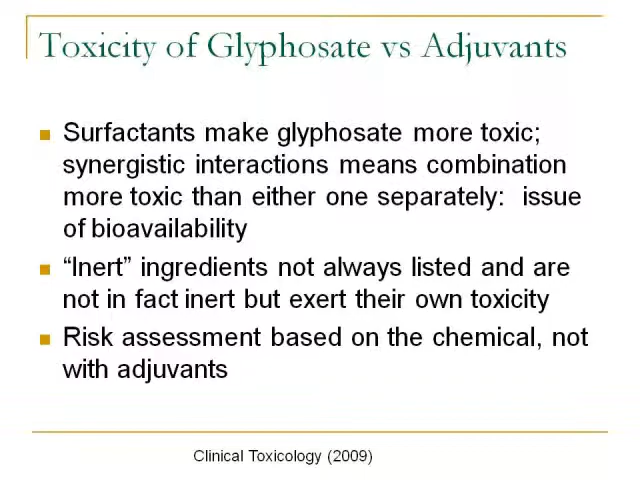 Toxicity of Glyphosate vs Adjuvants
Surfactants make glyphosate more toxic;
synergistic interactions means combination
more toxic than either one separately: issue
of bioavailability
“Inert” ingredients not always listed and are
not in fact inert but exert their own toxicity
Risk assessment based on the chemical, not
with adjuvants
Clinical Toxicology (2009)